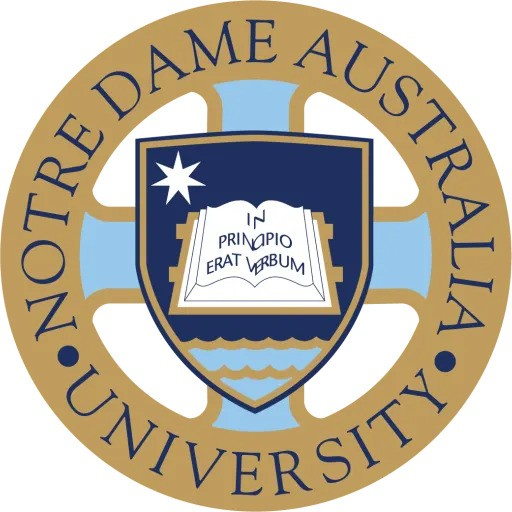 NOTRE DAME AUSTRALIA
IN
PRINCIPIO
ERAT VERBUM
• UNIVERSITY •